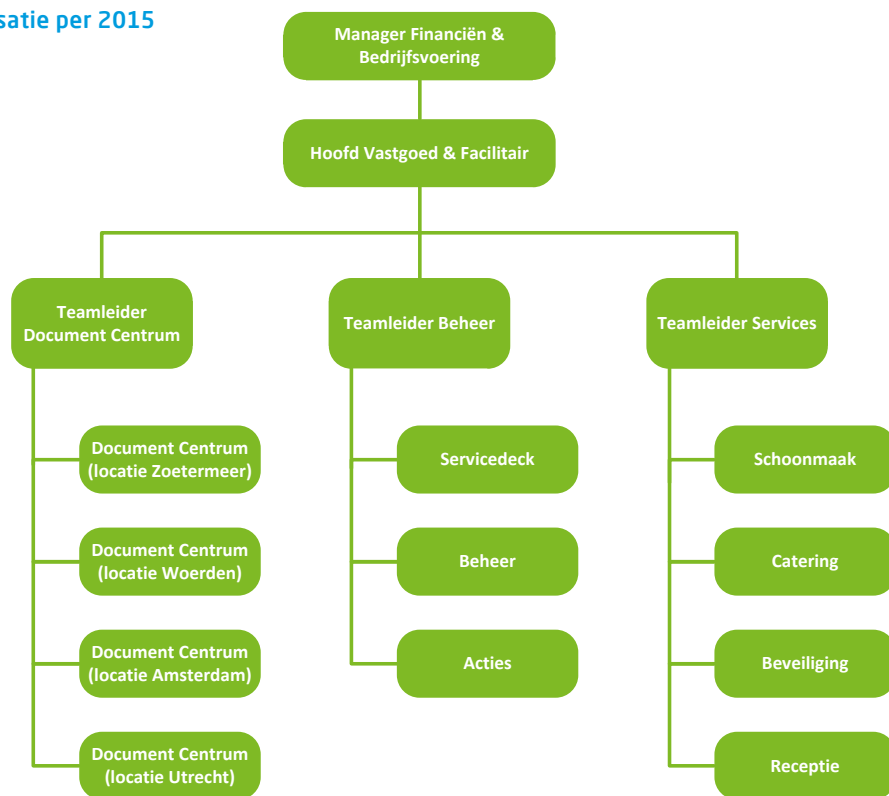 satie per 2015
Manager Financiën &
Bedrijfsvoering
Hoofd Vastgoed & Facilitair
Teamleider
Document Centrum
Teamleider Beheer
Teamleider Services
Document Centrum
(locatie Zoetermeer)
Servicedeck
Schoonmaak
Document Centrum
(locatie Woerden)
Beheer
Catering
Document Centrum
(locatie Amsterdam)
Acties
Beveiliging
Document Centrum
(locatie Utrecht)
Receptie